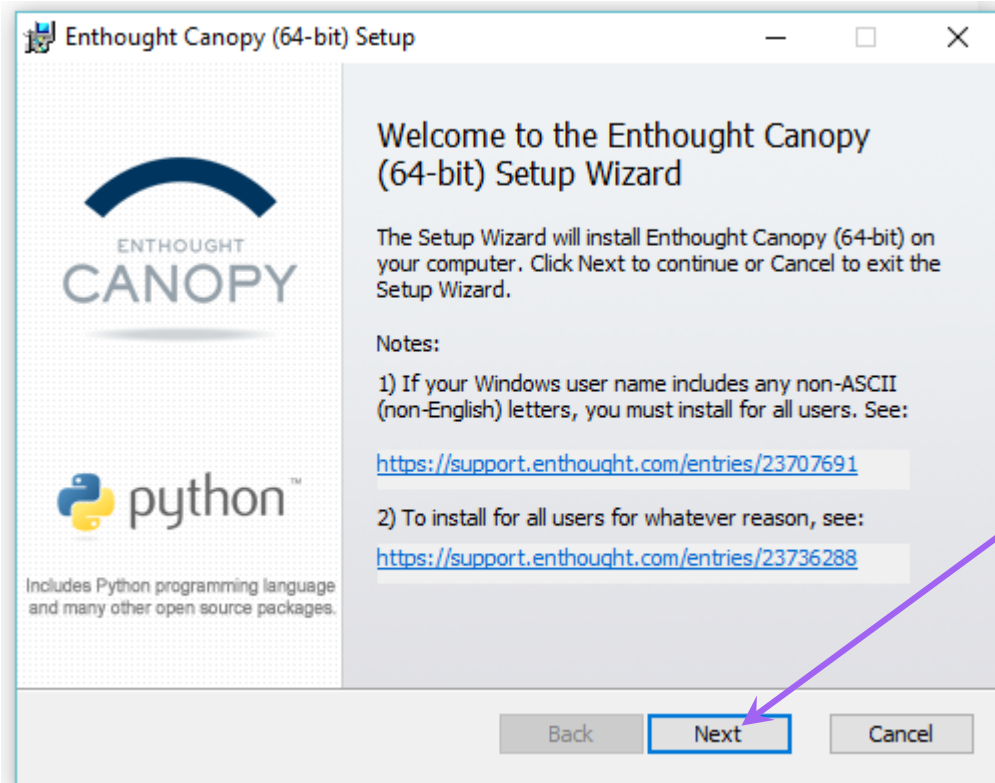 Enthought Canopy (64-bit) Setup
ENTHOUGHT
CANOPY
python™
Includes Python programming language
and many other open source packages.
Welcome to the Enthought Canopy
(64-bit) Setup Wizard
The Setup Wizard will install Enthought Canopy (64-bit) on
your computer. Click Next to continue or Cancel to exit the
Setup Wizard.
Notes:
1) If your Windows user name includes any non-ASCII
(non-English) letters, you must install for all users. See:
https://support.enthought.com/entries/23707691
2) To install for all users for whatever reason, see:
https://support.enthought.com/entries/23736288
Back
Next
Cancel